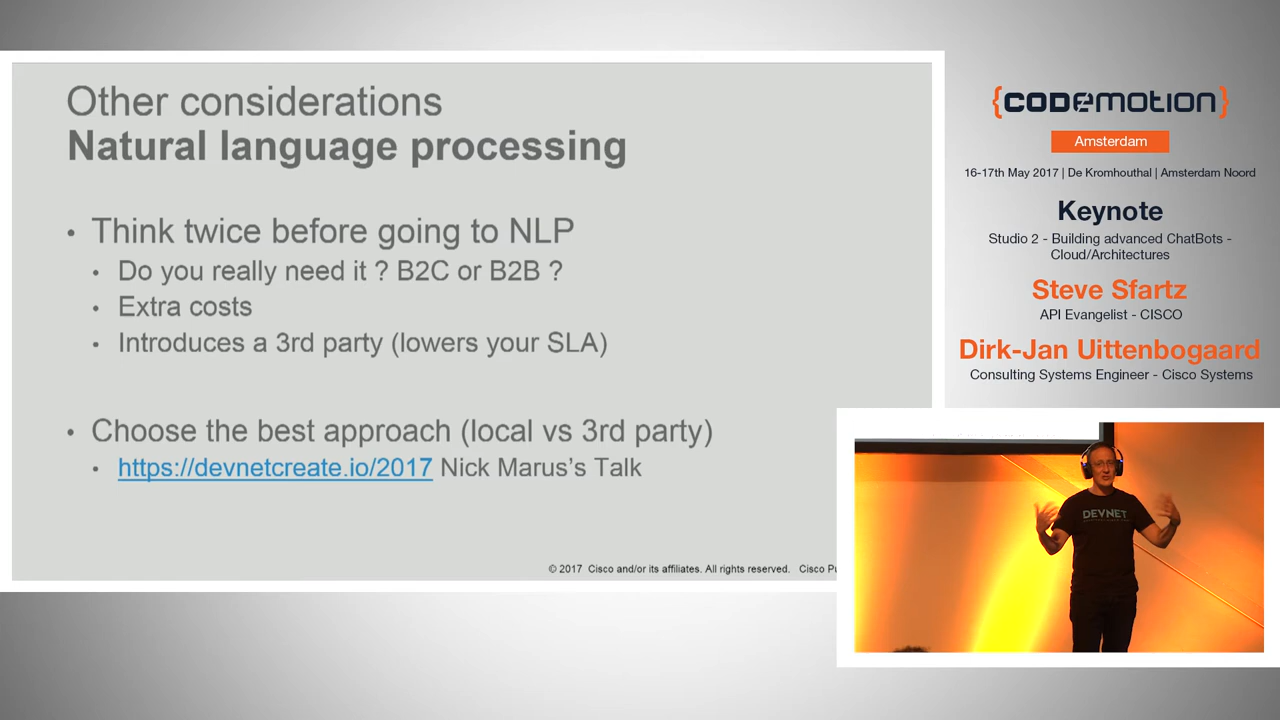 Other considerations
Natural language processing
• Think twice before going to NLP
• Do you really need it ? B2C or B2B ?
• Extra costs
• Introduces a 3rd party (lowers your SLA)
• Choose the best approach (local vs 3rd party)
• https://devnetcreate.io/2017 Nick Marus's Talk
© 2017 Cisco and/or its affiliates. All rights reserved. Cisco Pu
{CODEMOTION}
Amsterdam
16-17th May 2017 | De Kromhouthal | Amsterdam Noord
Keynote
Studio 2 - Building advanced ChatBots -
Cloud/Architectures
Steve Sfartz
API Evangelist - CISCO
Dirk-Jan Uittenbogaard
Consulting Systems Engineer - Cisco Systems
DEVNET